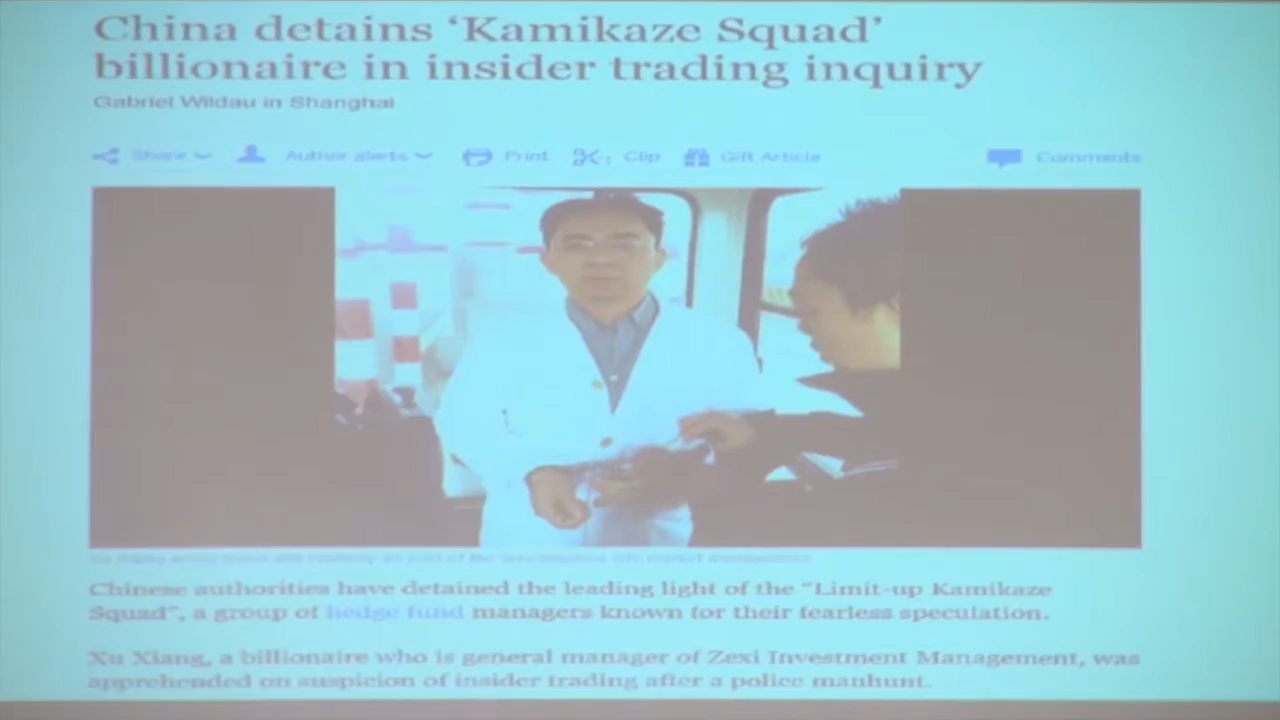 China detains ‘Kamikaze Squad’
billionaire in insider trading inquiry
Gabriel Wildau in Shanghai
Share Author alerts Print Clip Gift Article Comments
Chinese authorities have detained the leading light of the “Limit-up Kamikaze
Squad”, a group of hedge fund managers known for their fearless speculation.
Xu Xiang, a billionaire who is general manager of Zexi Investment Management, was
apprehended on suspicion of insider trading after a police manhunt.